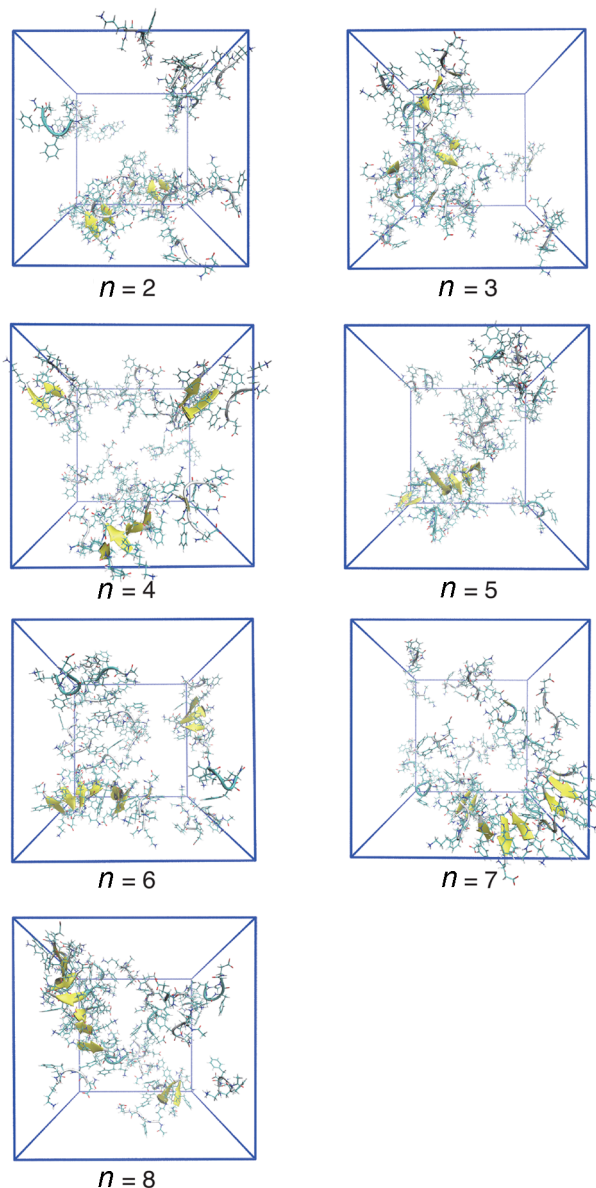 n = 2
n = 3
n = 4
n = 5
n = 6
n = 7
n = 8